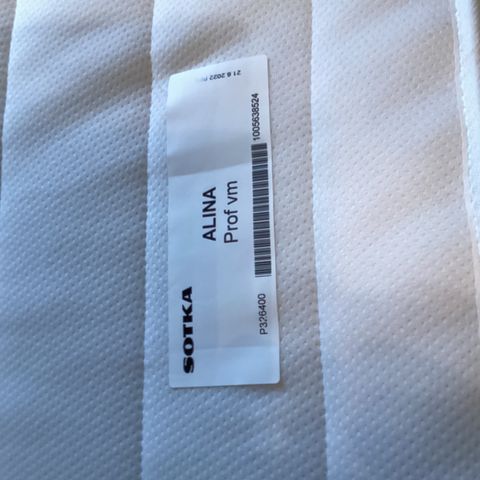 SOTKA
ALINA
Prof vm
P326400
1005638524
21.6.2022